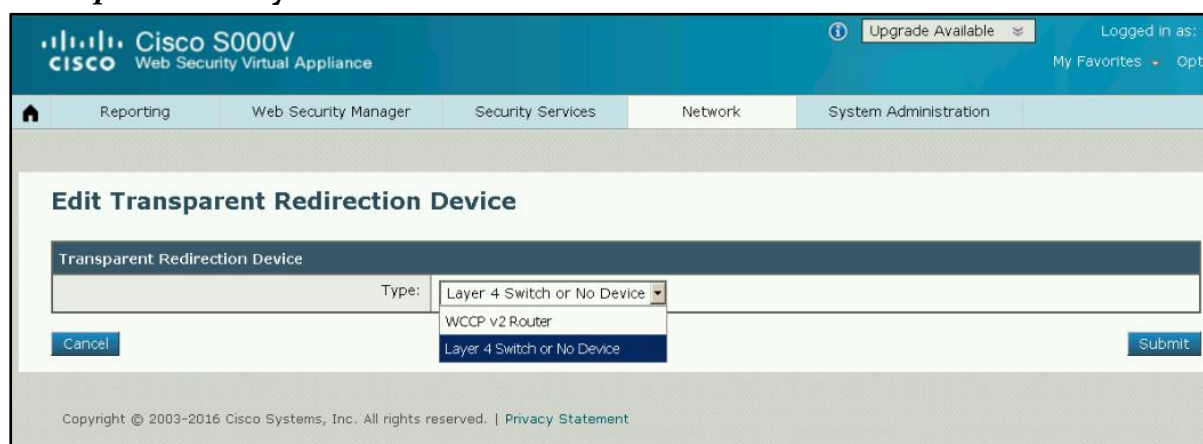 Cisco S000V
CISCO Web Security Virtual Appliance
Upgrade Available
Logged in as:
My Favorites Opt
Reporting Web Security Manager Security Services Network System Administration
Edit Transparent Redirection Device
Transparent Redirection Device
Type: Layer 4 Switch or No Device
WCCP v2 Router
Layer 4 Switch or No Device
Cancel
Submit
Copyright © 2003-2016 Cisco Systems, Inc. All rights reserved. | Privacy Statement